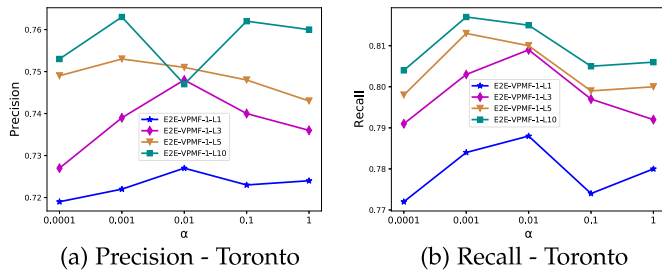 0.76
0.75
0.74
0.73
0.72
Precision
E2E-VPMF-1-L1
E2E-VPMF-1-L3
E2E-VPMF-1-L5
E2E-VPMF-1-L10
0.0001 0.001 0.01 0.1 1
α
(a) Precision - Toronto
0.81
0.80
0.79
0.78
0.77
Recall
E2E-VPMF-1-L1
E2E-VPMF-1-L3
E2E-VPMF-1-L5
E2E-VPMF-1-L10
0.0001 0.001 0.01 0.1 1
α
(b) Recall - Toronto